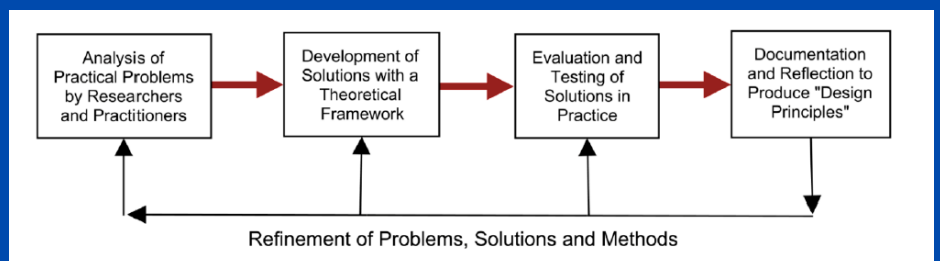 Analysis of
Practical Problems
by Researchers
and Practitioners
Development of
Solutions with a
Theoretical
Framework
Evaluation and
Testing of
Solutions in
Practice
Documentation
and Reflection to
Produce "Design
Principles"
Refinement of Problems, Solutions and Methods